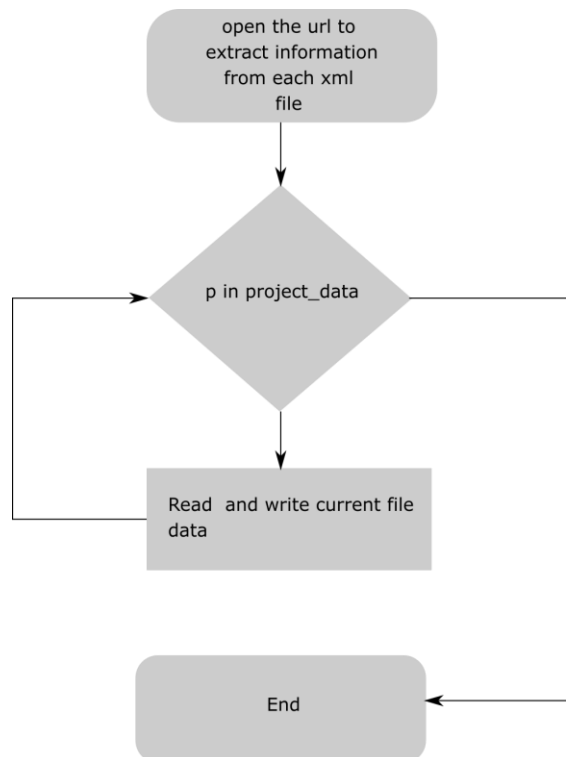 open the url to
extract information
from each xml
file
p in project_data
Read  and write current file
data
End